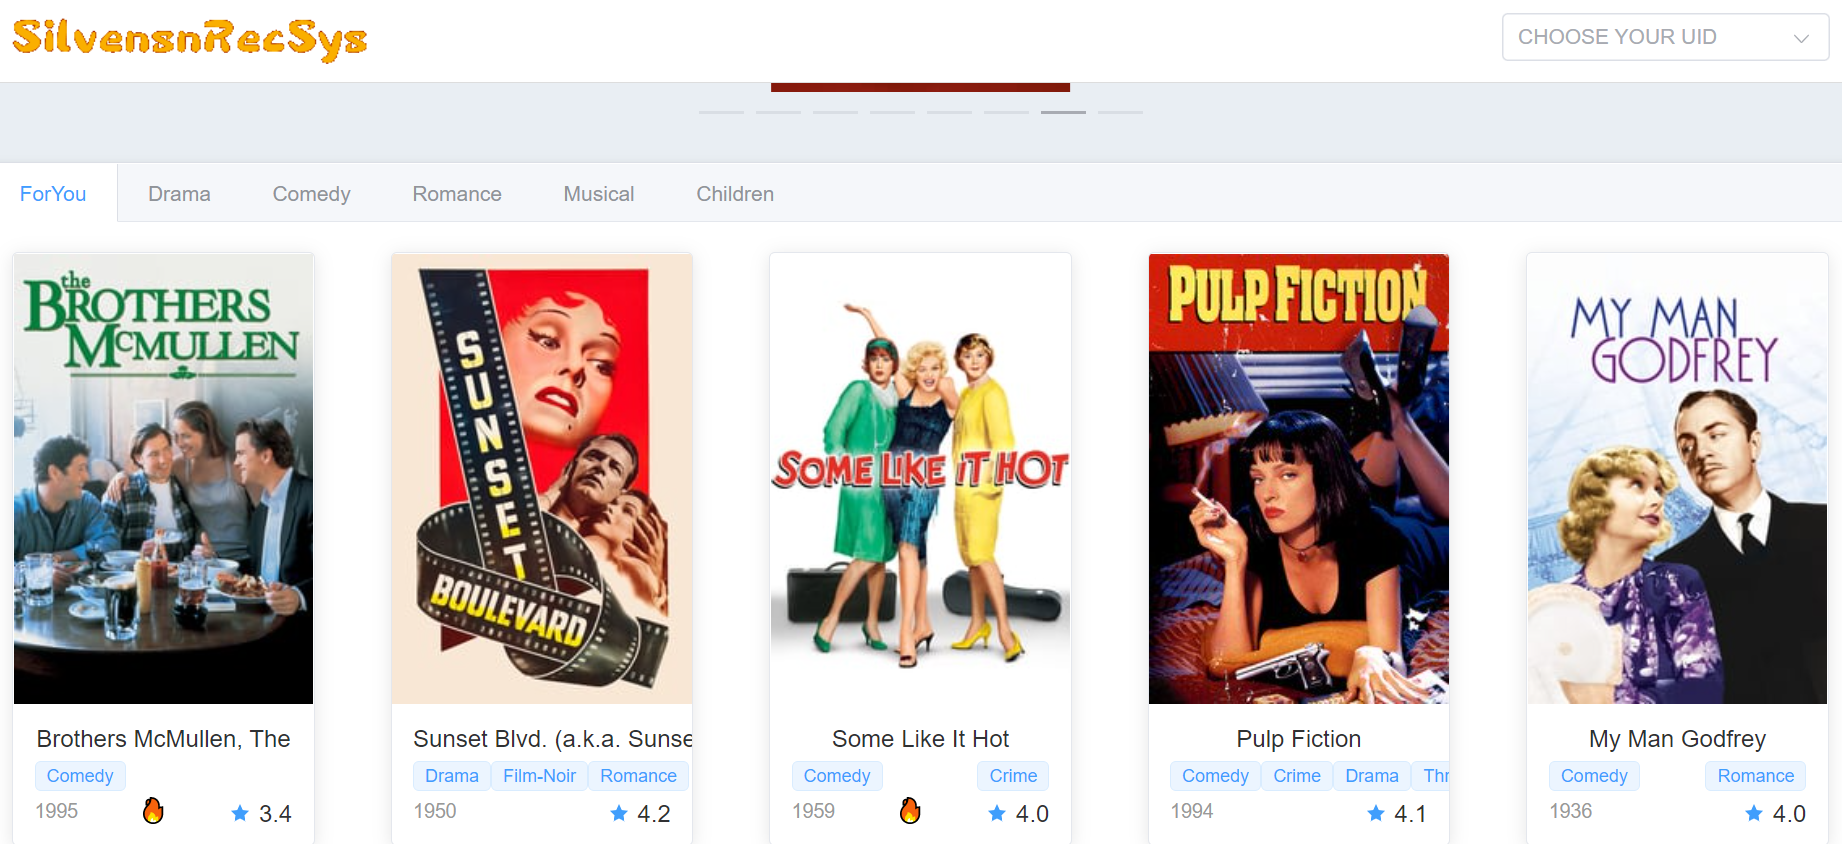 SilvensnRecSys
CHOOSE YOUR UID
ForYou Drama Comedy Romance Musical Children
the
BROTHERS
MCMULLEN
SUNSET
BOULEVARD
SOME LIKE IT HOT
PULP FICTION
MY MAN
GODFREY
Brothers McMullen, The
Comedy
1995 3.4
Sunset Blvd. (a.k.a. Sunse
Drama Film-Noir Romance
1950 4.2
Some Like It Hot
Comedy Crime
1959 4.0
Pulp Fiction
Comedy Crime Drama Thr
1994 4.1
My Man Godfrey
Comedy Romance
1936 4.0